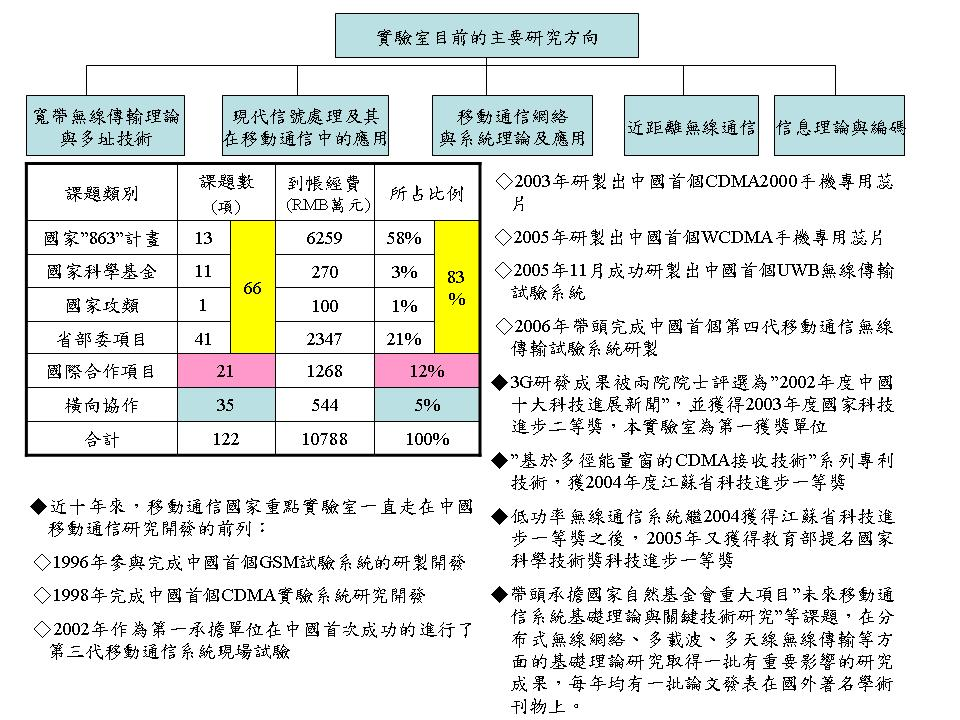 實驗室目前的主要研究方向
寬帶無線傳輸理論
與多址技術
現代信號處理及其
在移動通信中的應用
移動通信網絡
與系統理論及應用
近距離無線通信
信息理論與編碼
課題類別 課題數 (項) 到帳經費 (RMB萬元) 所占比例
國家”863”計畫 13 6259 58%
國家科學基金 11 66 270 3% 83%
國家攻類 1 100 1%
省部委項目 41 2347 21%
國際合作項目 21 1268 12%
橫向協作 35 544 5%
合計 122 10788 100%
◆近十年來，移動通信國家重點實驗室一直走在中國
移動通信研究開發的前列：
◇1996年參與完成中國首個GSM試驗系統的研製開發
◇1998年完成中國首個CDMA實驗系統研究開發
◇2002年作為第一承擔單位在中國首次成功的進行了
第三代移動通信系統現場試驗
◇2003年研製出中國首個CDMA2000手機專用蕊
片
◇2005年研製出中國首個WCDMA手機專用蕊片
◇2005年11月成功研製出中國首個UWB無線傳輸
試驗系統
◇2006年帶頭完成中國首個第四代移動通信無線
傳輸試驗系統研製
◆3G研發成果被兩院院士評選為”2002年度中國
十大科技進展新聞”，並獲得2003年度國家科技
進步二等獎，本實驗室為第一獲獎單位
◆”基於多徑能量窗的CDMA接收技術”系列專利
技術，獲2004年度江蘇省科技進步一等獎
◆低功率無線通信系統繼2004獲得江蘇省科技進
步一等獎之後，2005年又獲得教育部提名國家
科學技術獎科技進步一等獎
◆帶頭承擔國家自然基金會重大項目”未來移動通
信系統基礎理論與關鍵技術研究”等課題，在分
布式無線網絡、多載波、多天線無線傳輸等方
面的基礎理論研究取得一批有重要影響的研究
成果，每年均有一批論文發表在國外著名學術
刊物上。